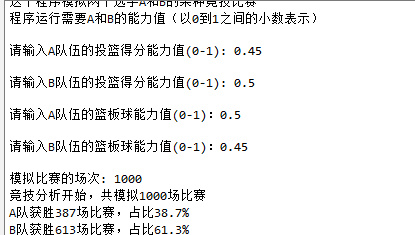 这个程序模拟两个选手A和B的某种竞技比赛
程序运行需要A和B的能力值（以0到1之间的小数表示）
请输入A队伍的投篮得分能力值(0-1): 0.45
请输入B队伍的投篮得分能力值(0-1): 0.5
请输入A队伍的篮板球能力值(0-1): 0.5
请输入B队伍的篮板球能力值(0-1): 0.45
模拟比赛的场次: 1000
竞技分析开始，共模拟1000场比赛
A队获胜387场比赛，占比38.7%
B队获胜613场比赛，占比61.3%